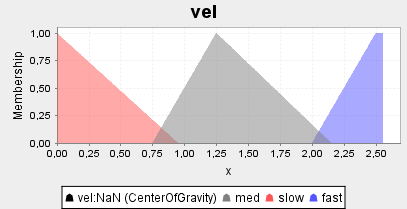 vel
1,00
0,75
0,50
0,25
0,00
Membership
0,00 0,25 0,50 0,75 1,00 1,25 1,50 1,75 2,00 2,25 2,50
x
vel:NaN (CenterOfGravity) med slow fast